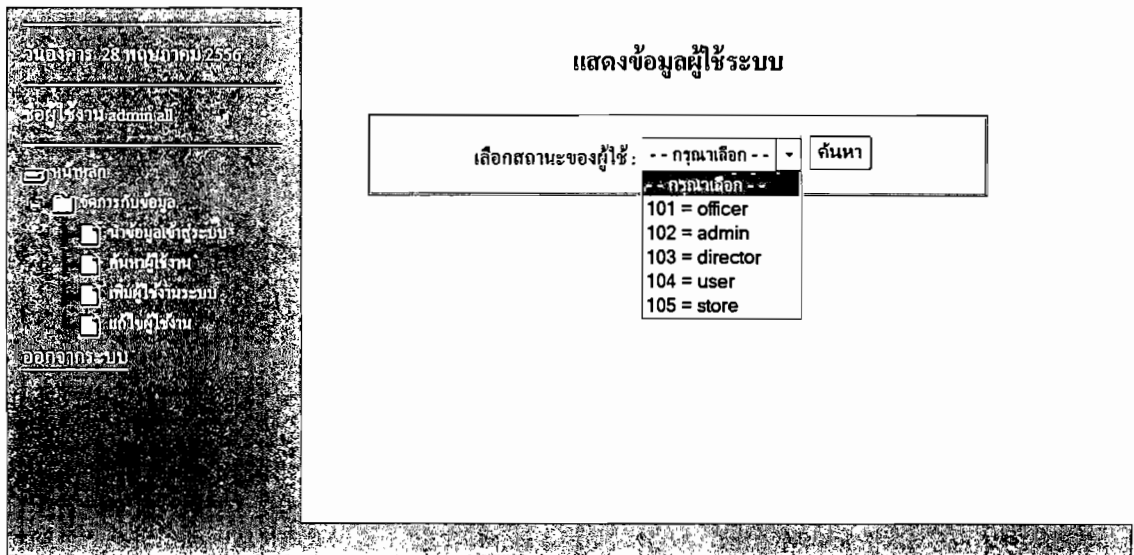 วันอังคาร 28 พฤษภาคม 2556
ชื่อผู้ใช้งาน admin all
หน้าหลัก
จัดการกับข้อมูล
นำข้อมูลเข้าสู่ระบบ
ค้นหาผู้ใช้งาน
เพิ่มผู้ใช้งานระบบ
แก้ไขผู้ใช้งาน
ออกจากระบบ
แสดงข้อมูลผู้ใช้ระบบ
เลือกสถานะของผู้ใช้ : - - กรุณาเลือก - - ค้นหา
- - กรุณาเลือก - -
101 = officer
102 = admin
103 = director
104 = user
105 = store